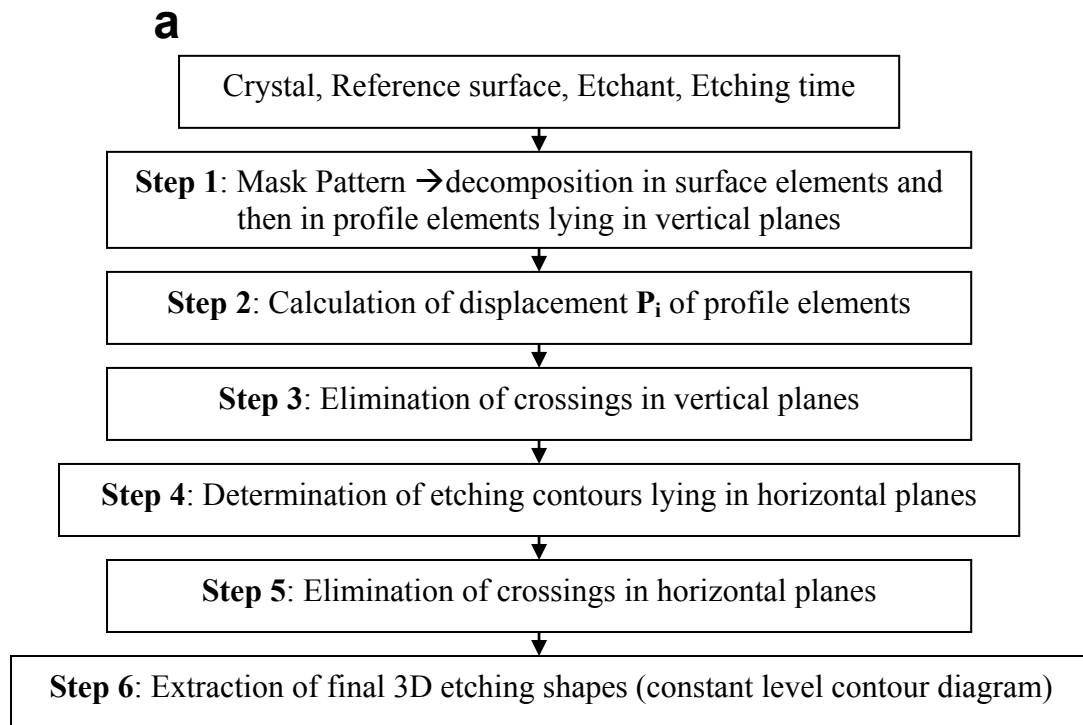 a
Crystal, Reference surface, Etchant, Etching time
Step 1: Mask Pattern →decomposition in surface elements and
then in profile elements lying in vertical planes
Step 2: Calculation of displacement Pi of profile elements
Step 3: Elimination of crossings in vertical planes
Step 4: Determination of etching contours lying in horizontal planes
Step 5: Elimination of crossings in horizontal planes
Step 6: Extraction of final 3D etching shapes (constant level contour diagram)